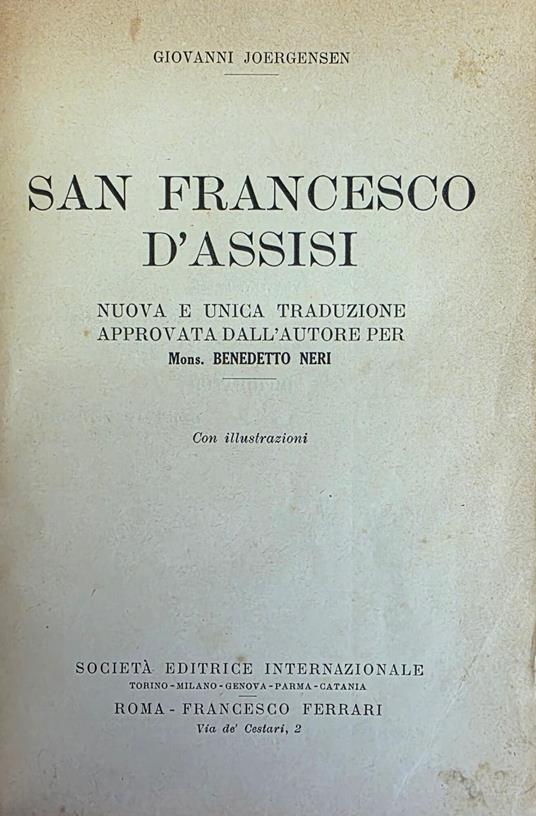 GIOVANNI JOERGENSEN
SAN FRANCESCO
D'ASSISI
NUOVA E UNICA TRADUZIONE
APPROVATA DALL'AUTORE PER
Mons. BENEDETTO NERI
Con illustrazioni
SOCIETÀ EDITRICE INTERNAZIONALE
TORINO-MILANO-GENOVA-PARMA-CATANIA
ROMA - FRANCESCO FERRARI
Via de' Cestari, 2